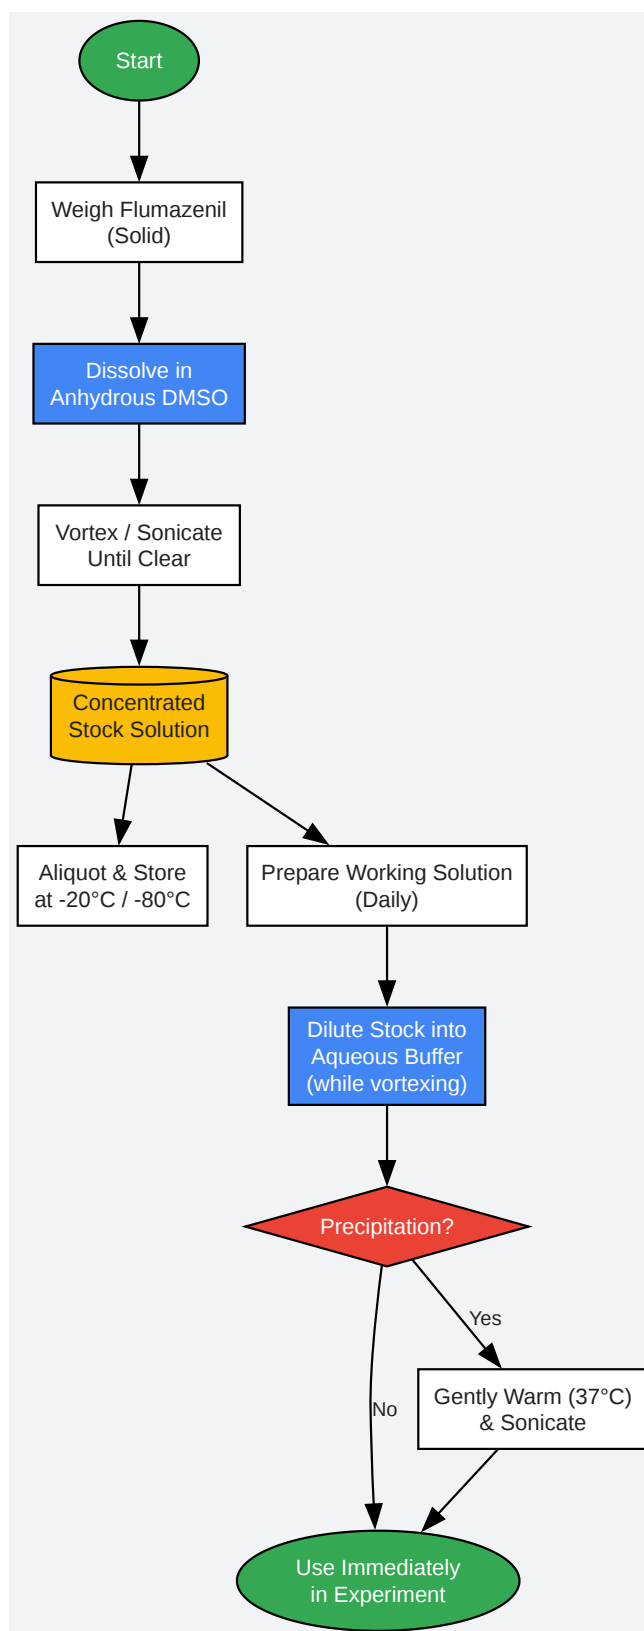 Start
Weigh Flumazenil
(Solid)
Dissolve in
Anhydrous DMSO
Vortex / Sonicate
Until Clear
Concentrated
Stock Solution
Aliquot & Store
at -20°C / -80°C
Prepare Working Solution
(Daily)
Dilute Stock into
Aqueous Buffer
(while vortexing)
Precipitation?
Yes
Gently Warm (37°C)
& Sonicate
No
Use Immediately
in Experiment